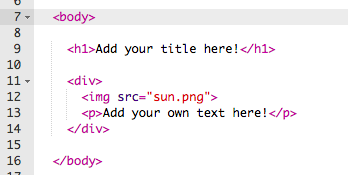 6
7 <body>
8
9 <h1>Add your title here!</h1>
10
11 <div>
12 <img src="sun.png">
13 <p>Add your own text here!</p>
14 </div>
15
16 </body>